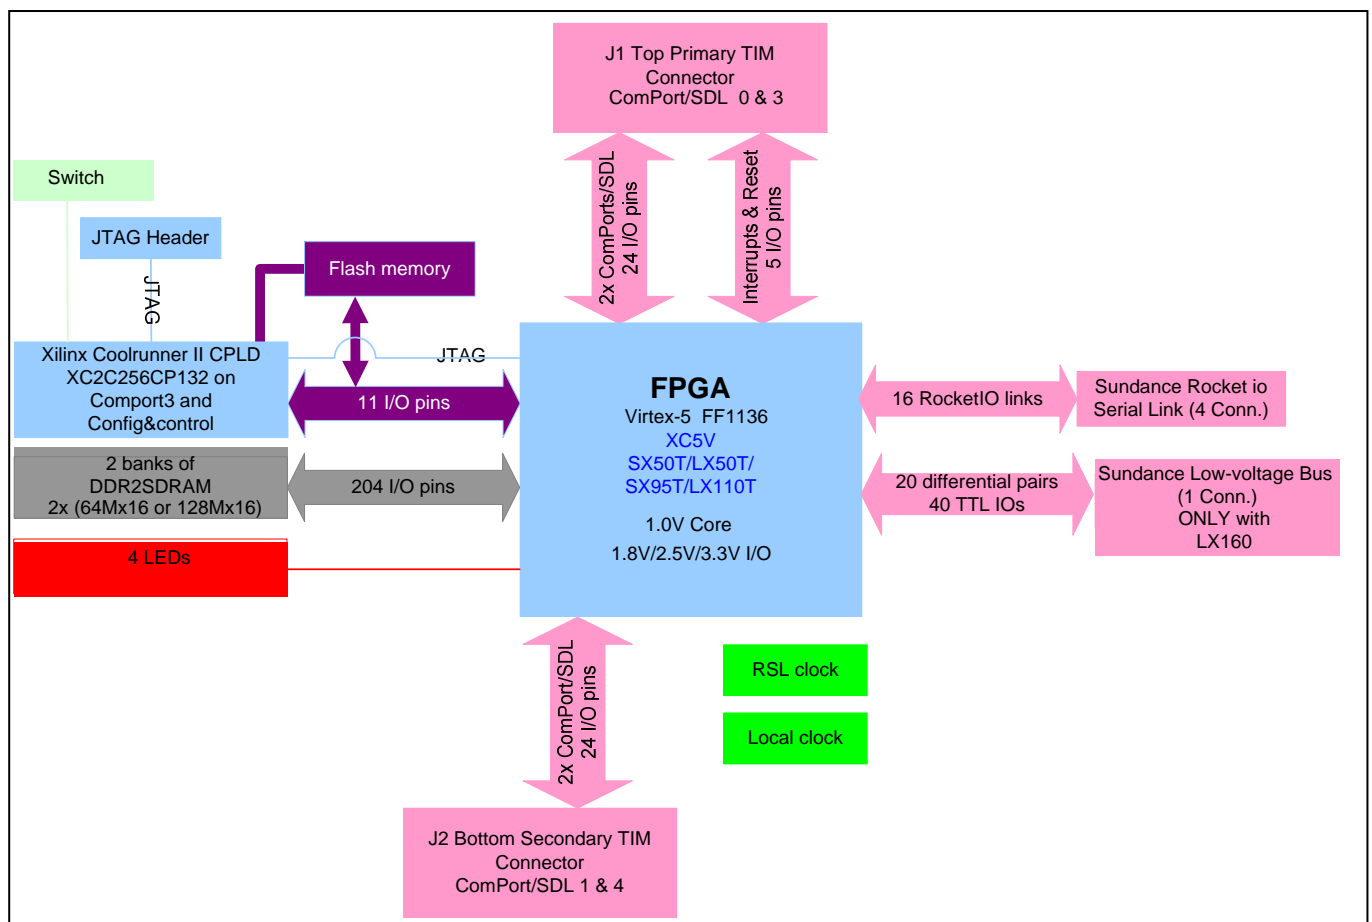 J1 Top Primary TIM
Connector
ComPort/SDL 0 & 3
2x ComPorts/SDL
24 I/O pins
Interrupts & Reset
5 I/O pins
Switch
JTAG Header
JTAG
Flash memory
Xilinx Coolrunner II CPLD
XC2C256CP132 on
Comport3 and
Config&control
JTAG
11 I/O pins
2 banks of
DDR2SDRAM
2x (64Mx16 or 128Mx16)
204 I/O pins
4 LEDs
FPGA
Virtex-5 FF1136
XC5V
SX50T/LX50T/
SX95T/LX110T
1.0V Core
1.8V/2.5V/3.3V I/O
16 RocketIO links
Sundance Rocket io
Serial Link (4 Conn.)
20 differential pairs
40 TTL IOs
Sundance Low-voltage Bus
(1 Conn.)
ONLY with
LX160
2x ComPort/SDL
24 I/O pins
RSL clock
Local clock
J2 Bottom Secondary TIM
Connector
ComPort/SDL 1 & 4